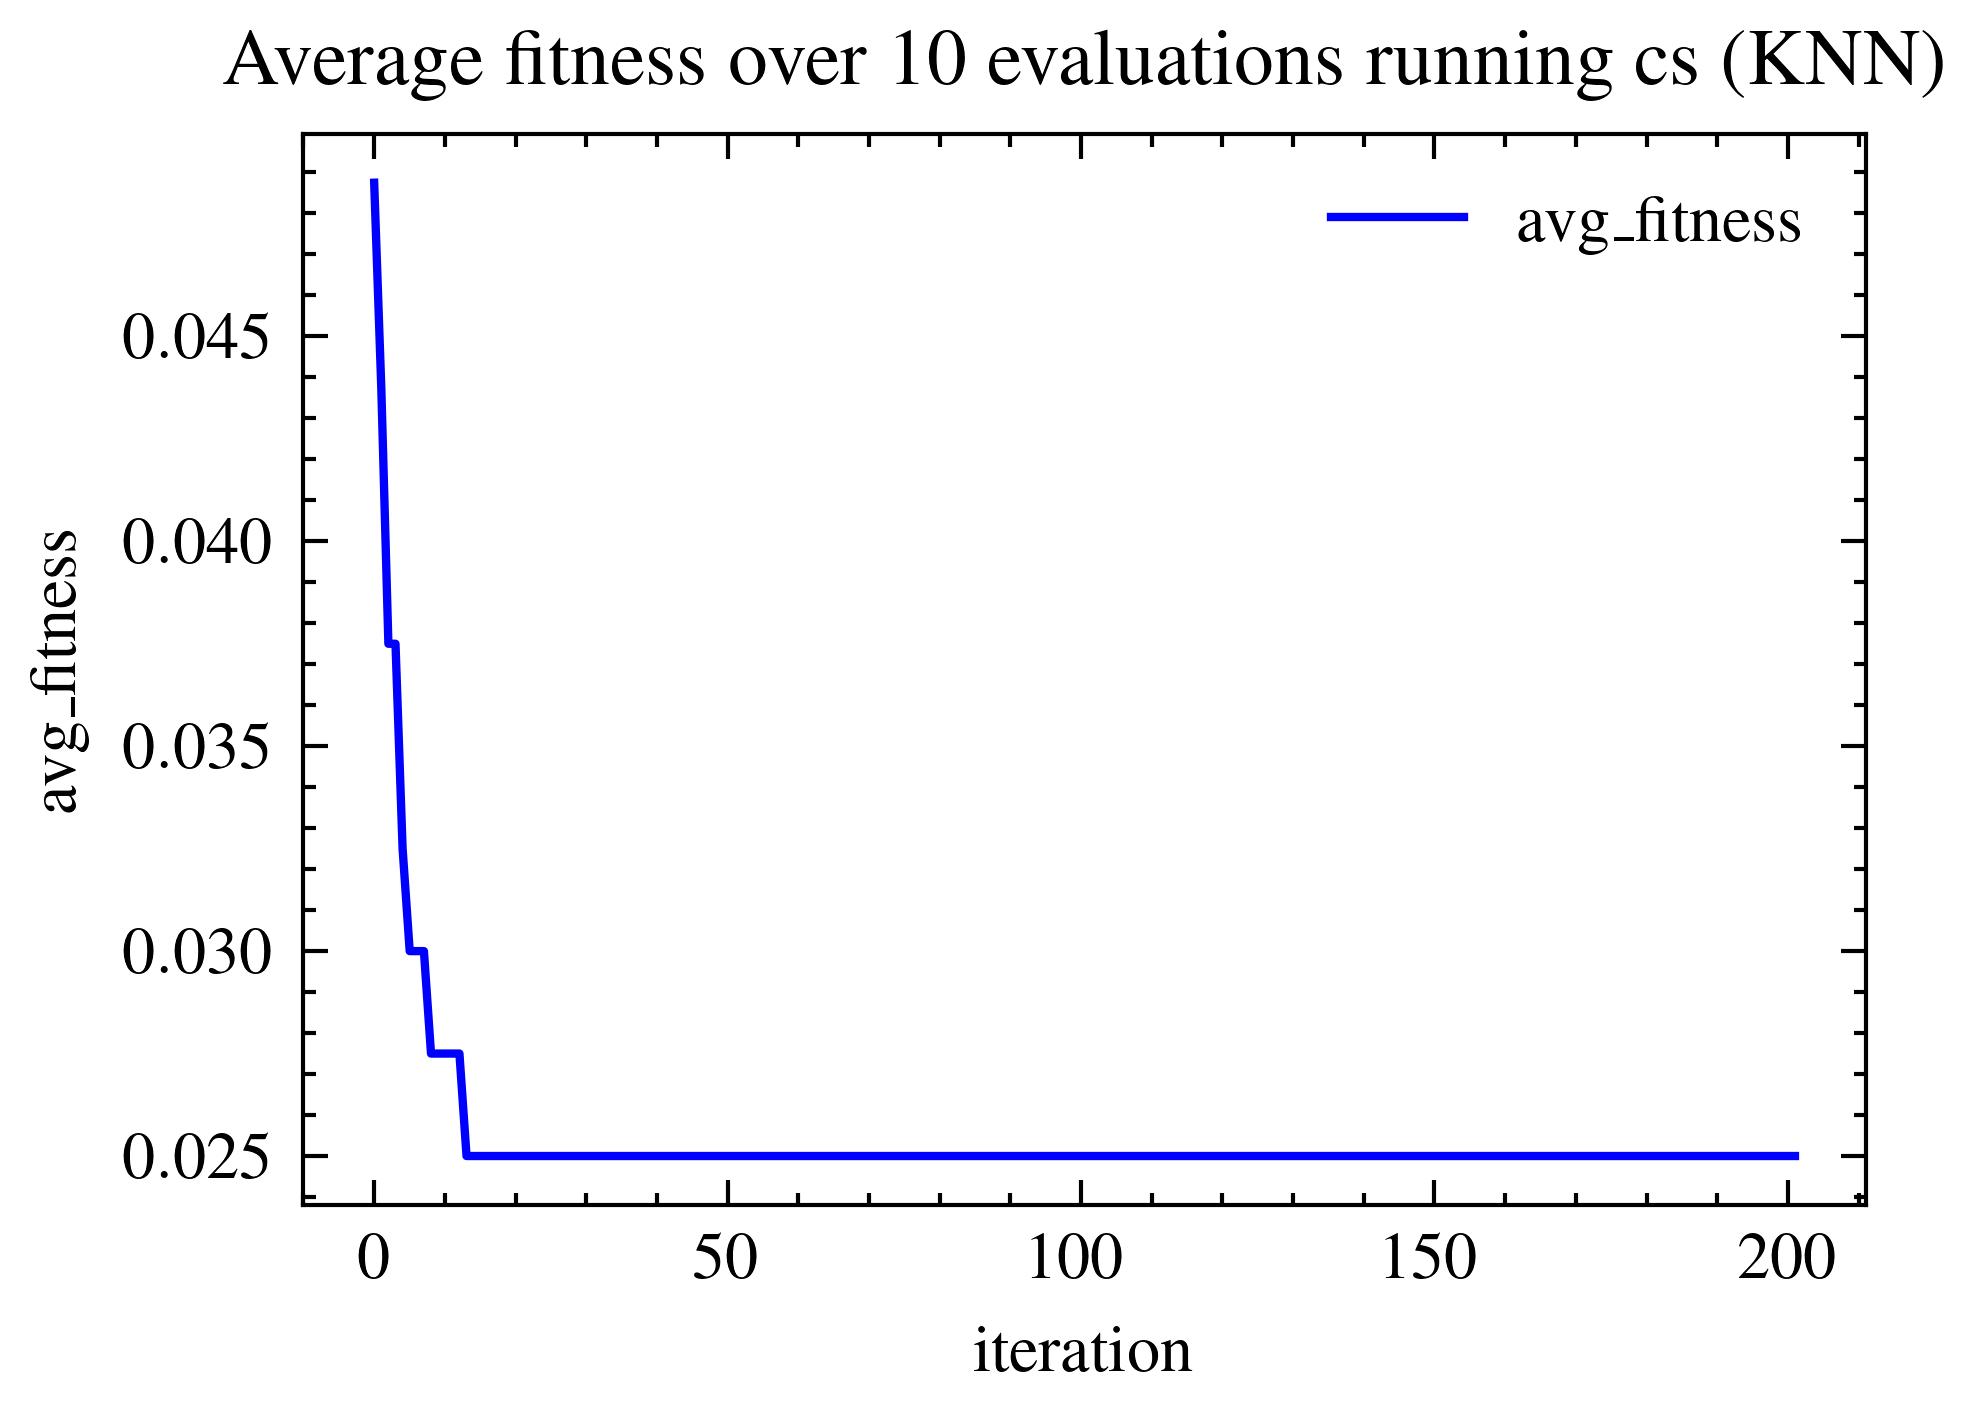 Average fitness over 10 evaluations running cs (KNN)
avg_fitness
0.045
0.040
0.035
0.030
0.025
avg_fitness
0 50 100 150 200
iteration